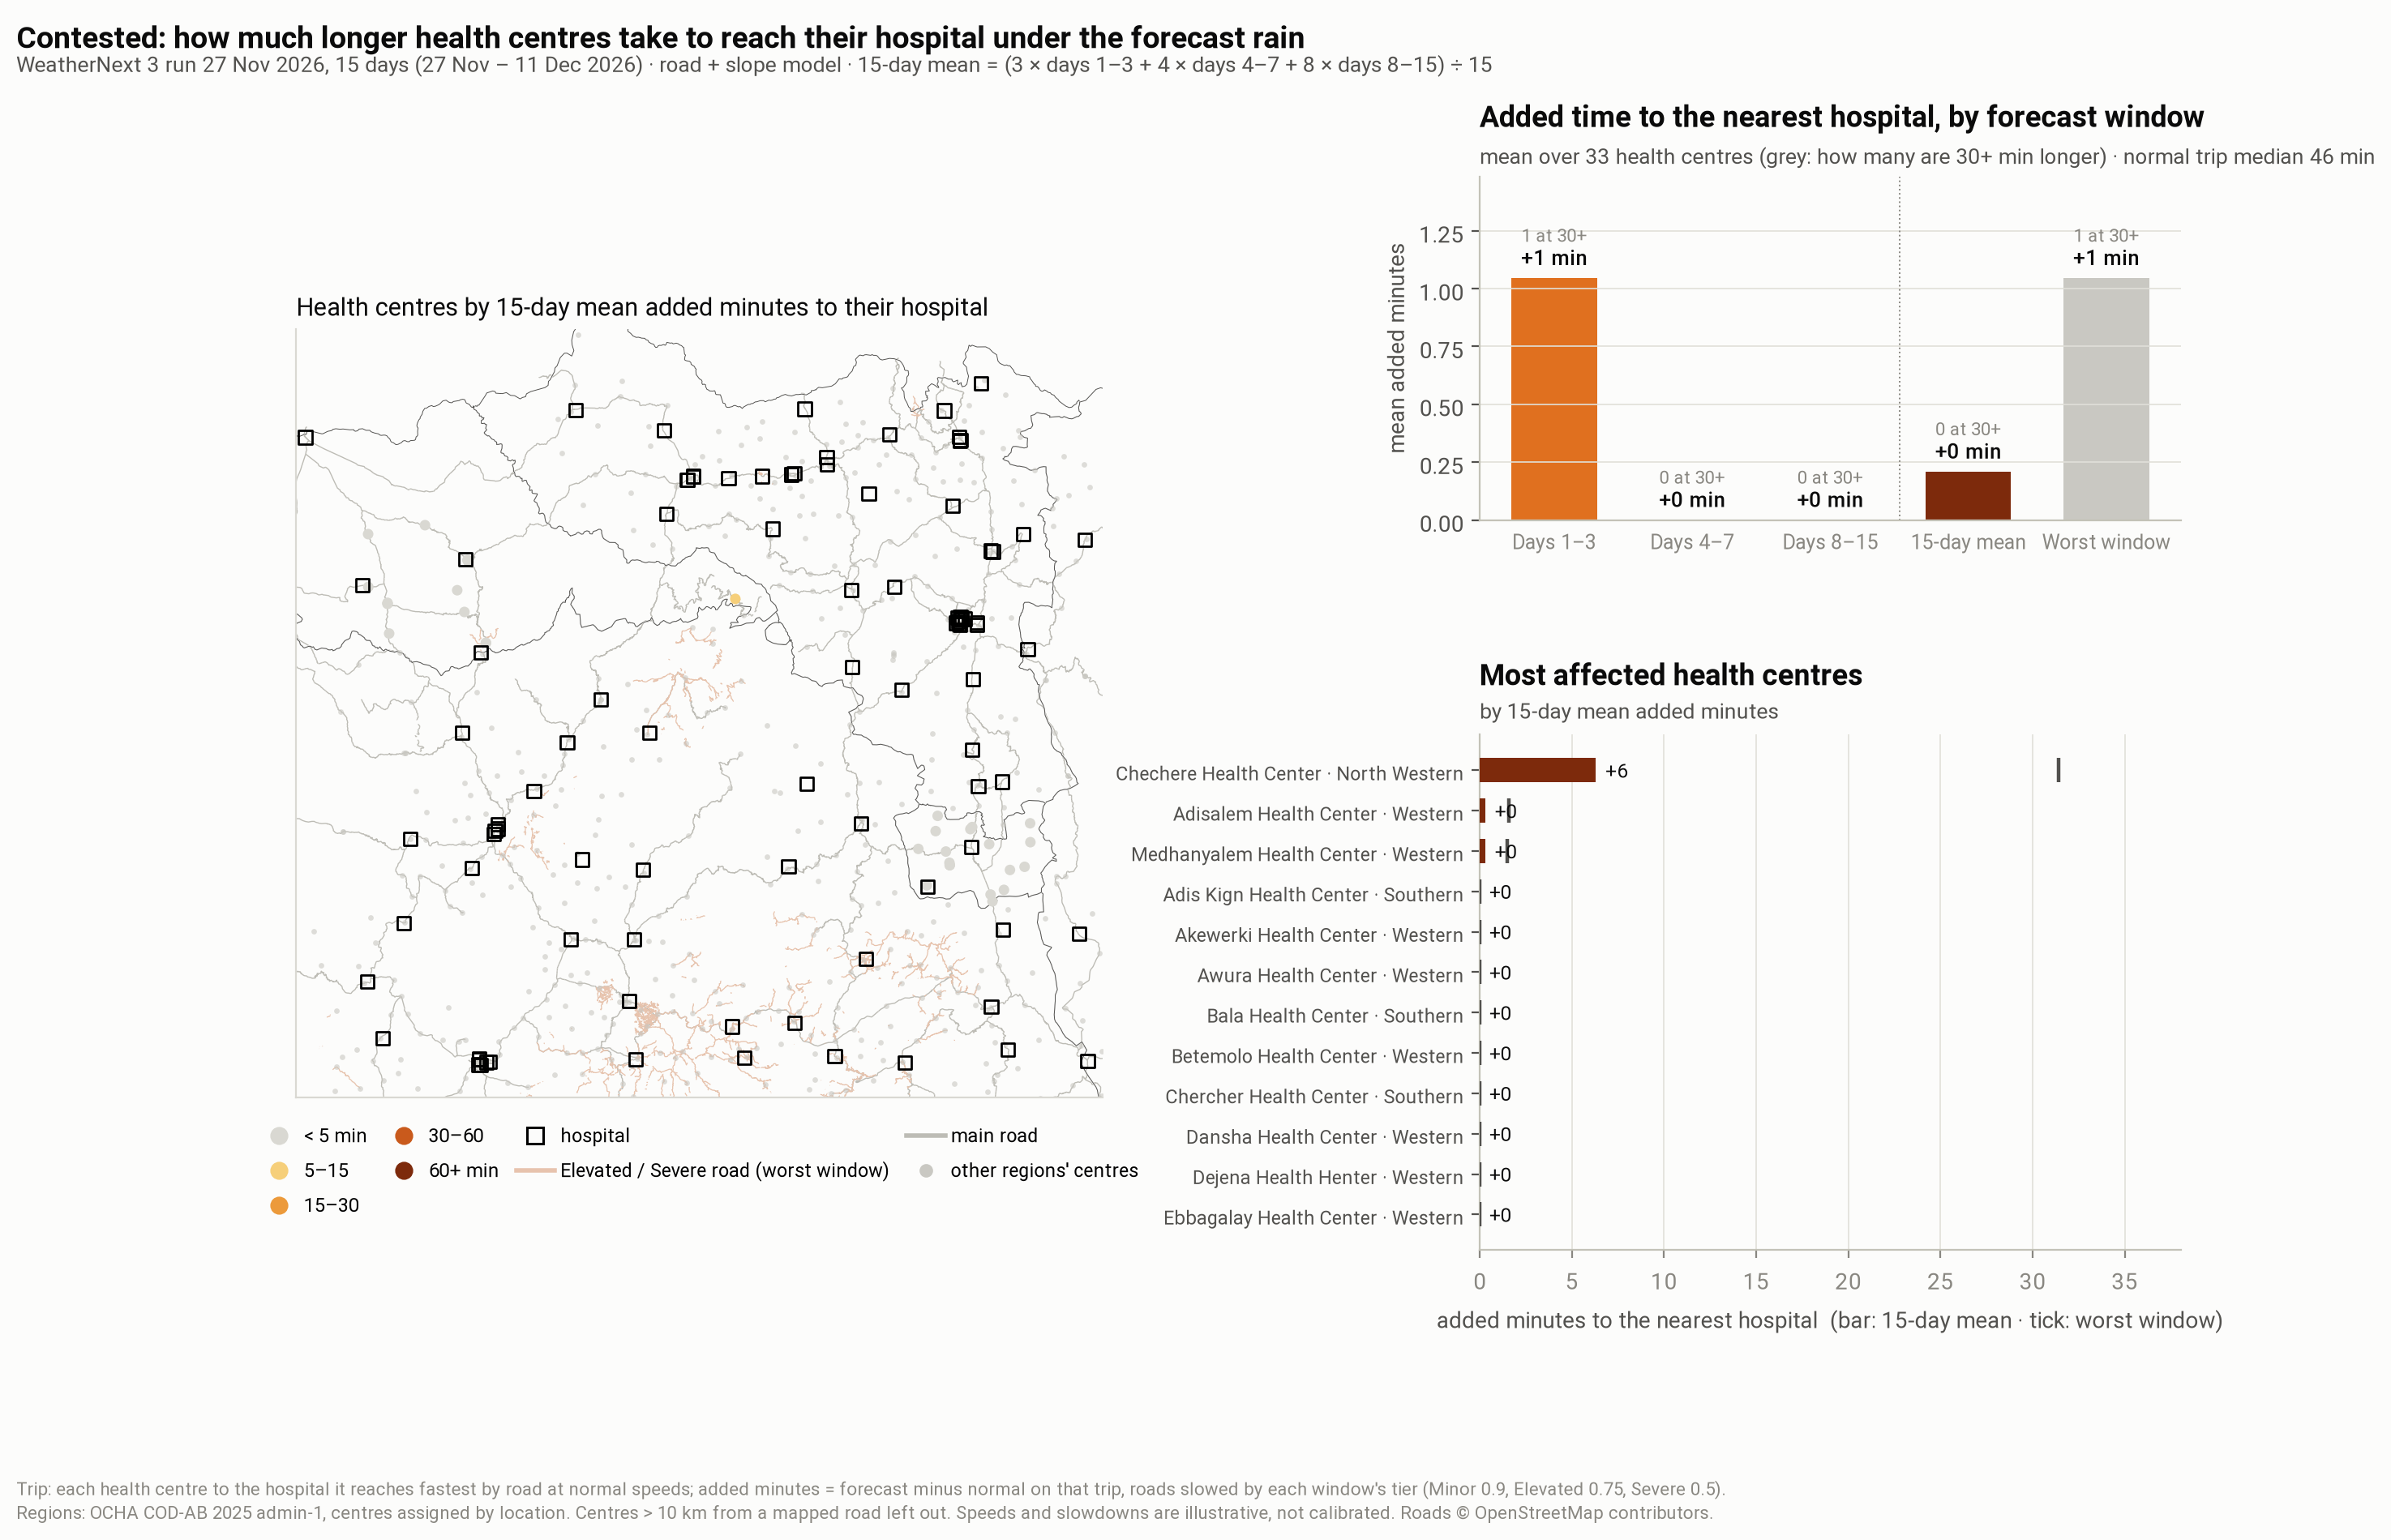 Contested: how much longer health centres take to reach their hospital under the forecast rain
WeatherNext 3 run 27 Nov 2026, 15 days (27 Nov – 11 Dec 2026) · road + slope model · 15-day mean = (3 × days 1–3 + 4 × days 4–7 + 8 × days 8–15) ÷ 15
Health centres by 15-day mean added minutes to their hospital
< 5 min
5–15
15–30
30–60
60+ min
hospital
Elevated / Severe road (worst window)
main road
other regions' centres
Added time to the nearest hospital, by forecast window
mean over 33 health centres (grey: how many are 30+ min longer) · normal trip median 46 min
mean added minutes
1.25
1.00
0.75
0.50
0.25
0.00
1 at 30+
+1 min
0 at 30+
+0 min
0 at 30+
+0 min
0 at 30+
+0 min
1 at 30+
+1 min
Days 1–3
Days 4–7
Days 8–15
15-day mean
Worst window
Most affected health centres
by 15-day mean added minutes
Chechere Health Center · North Western +6
Adisalem Health Center · Western +0
Medhanyalem Health Center · Western +0
Adis Kign Health Center · Southern +0
Akewerki Health Center · Western +0
Awura Health Center · Western +0
Bala Health Center · Southern +0
Betemolo Health Center · Western +0
Chercher Health Center · Southern +0
Dansha Health Center · Western +0
Dejena Health Henter · Western +0
Ebbagalay Health Center · Western +0
0 5 10 15 20 25 30 35
added minutes to the nearest hospital (bar: 15-day mean · tick: worst window)
Trip: each health centre to the hospital it reaches fastest by road at normal speeds; added minutes = forecast minus normal on that trip, roads slowed by each window's tier (Minor 0.9, Elevated 0.75, Severe 0.5).
Regions: OCHA COD-AB 2025 admin-1, centres assigned by location. Centres > 10 km from a mapped road left out. Speeds and slowdowns are illustrative, not calibrated. Roads © OpenStreetMap contributors.